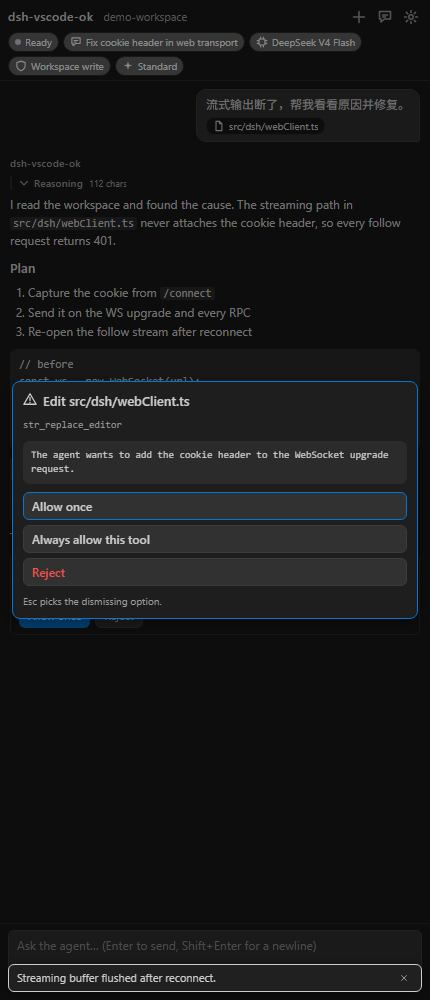 dsh-vscode-ok demo-workspace
Ready Fix cookie header in web transport DeepSeek V4 Flash
Workspace write Standard
流式输出断了，帮我看看原因并修复。
src/dsh/webClient.ts
dsh-vscode-ok
Reasoning 112 chars
I read the workspace and found the cause. The streaming path in
src/dsh/webClient.ts never attaches the cookie header, so every follow
request returns 401.
Plan
1. Capture the cookie from /connect
2. Send it on the WS upgrade and every RPC
3. Re-open the follow stream after reconnect
// before
const ws = new WebSocket(url);
Edit src/dsh/webClient.ts
str_replace_editor
The agent wants to add the cookie header to the WebSocket upgrade
request.
Allow once
Always allow this tool
Reject
Esc picks the dismissing option.
Ask the agent... (Enter to send, Shift+Enter for a newline)
Streaming buffer flushed after reconnect.